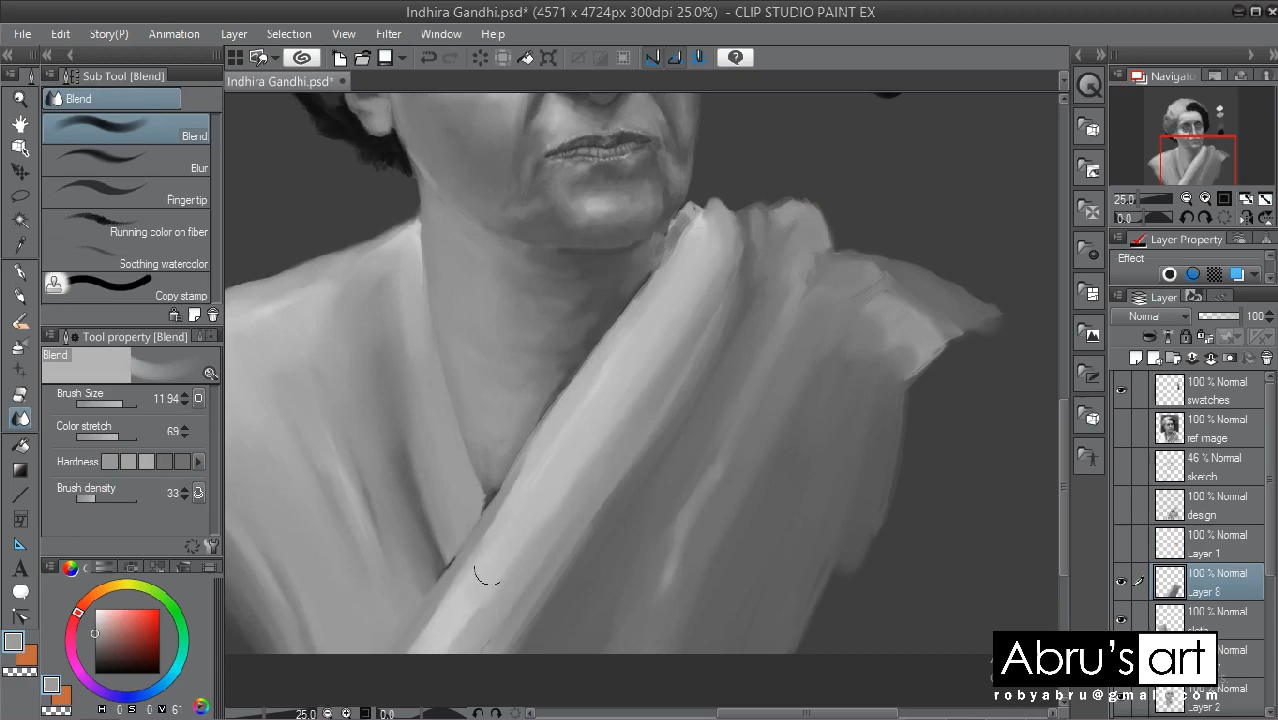 Indhira Gandhi.psd* (4571 x 4724px 300dpi 25.0%) - CLIP STUDIO PAINT EX
File Edit Story(P) Animation Layer Selection View Filter Window Help
Sub Tool [Blend]
Indhira Gandhi.psd*
Navigato
Blend
Blend
Blur
Fingertip
Running color on fiber
Soothing watercolor
Copy stamp
25.0
0.0
Layer Property
Effect
Tool property [Blend]
Blend
Brush Size 11.94
Color stretch 69
Hardness
Brush density 33
Layer
Normal 100
100 % Normal
swatches
100 % Normal
ref image
46 % Normal
sketch
100 % Normal
design
100 % Normal
Layer 1
100 % Normal
Layer 8
100 % Normal
Layer 2
H 0 S 0 V 61
25.0 0.0
Abru's art
robyabru@gmail.com